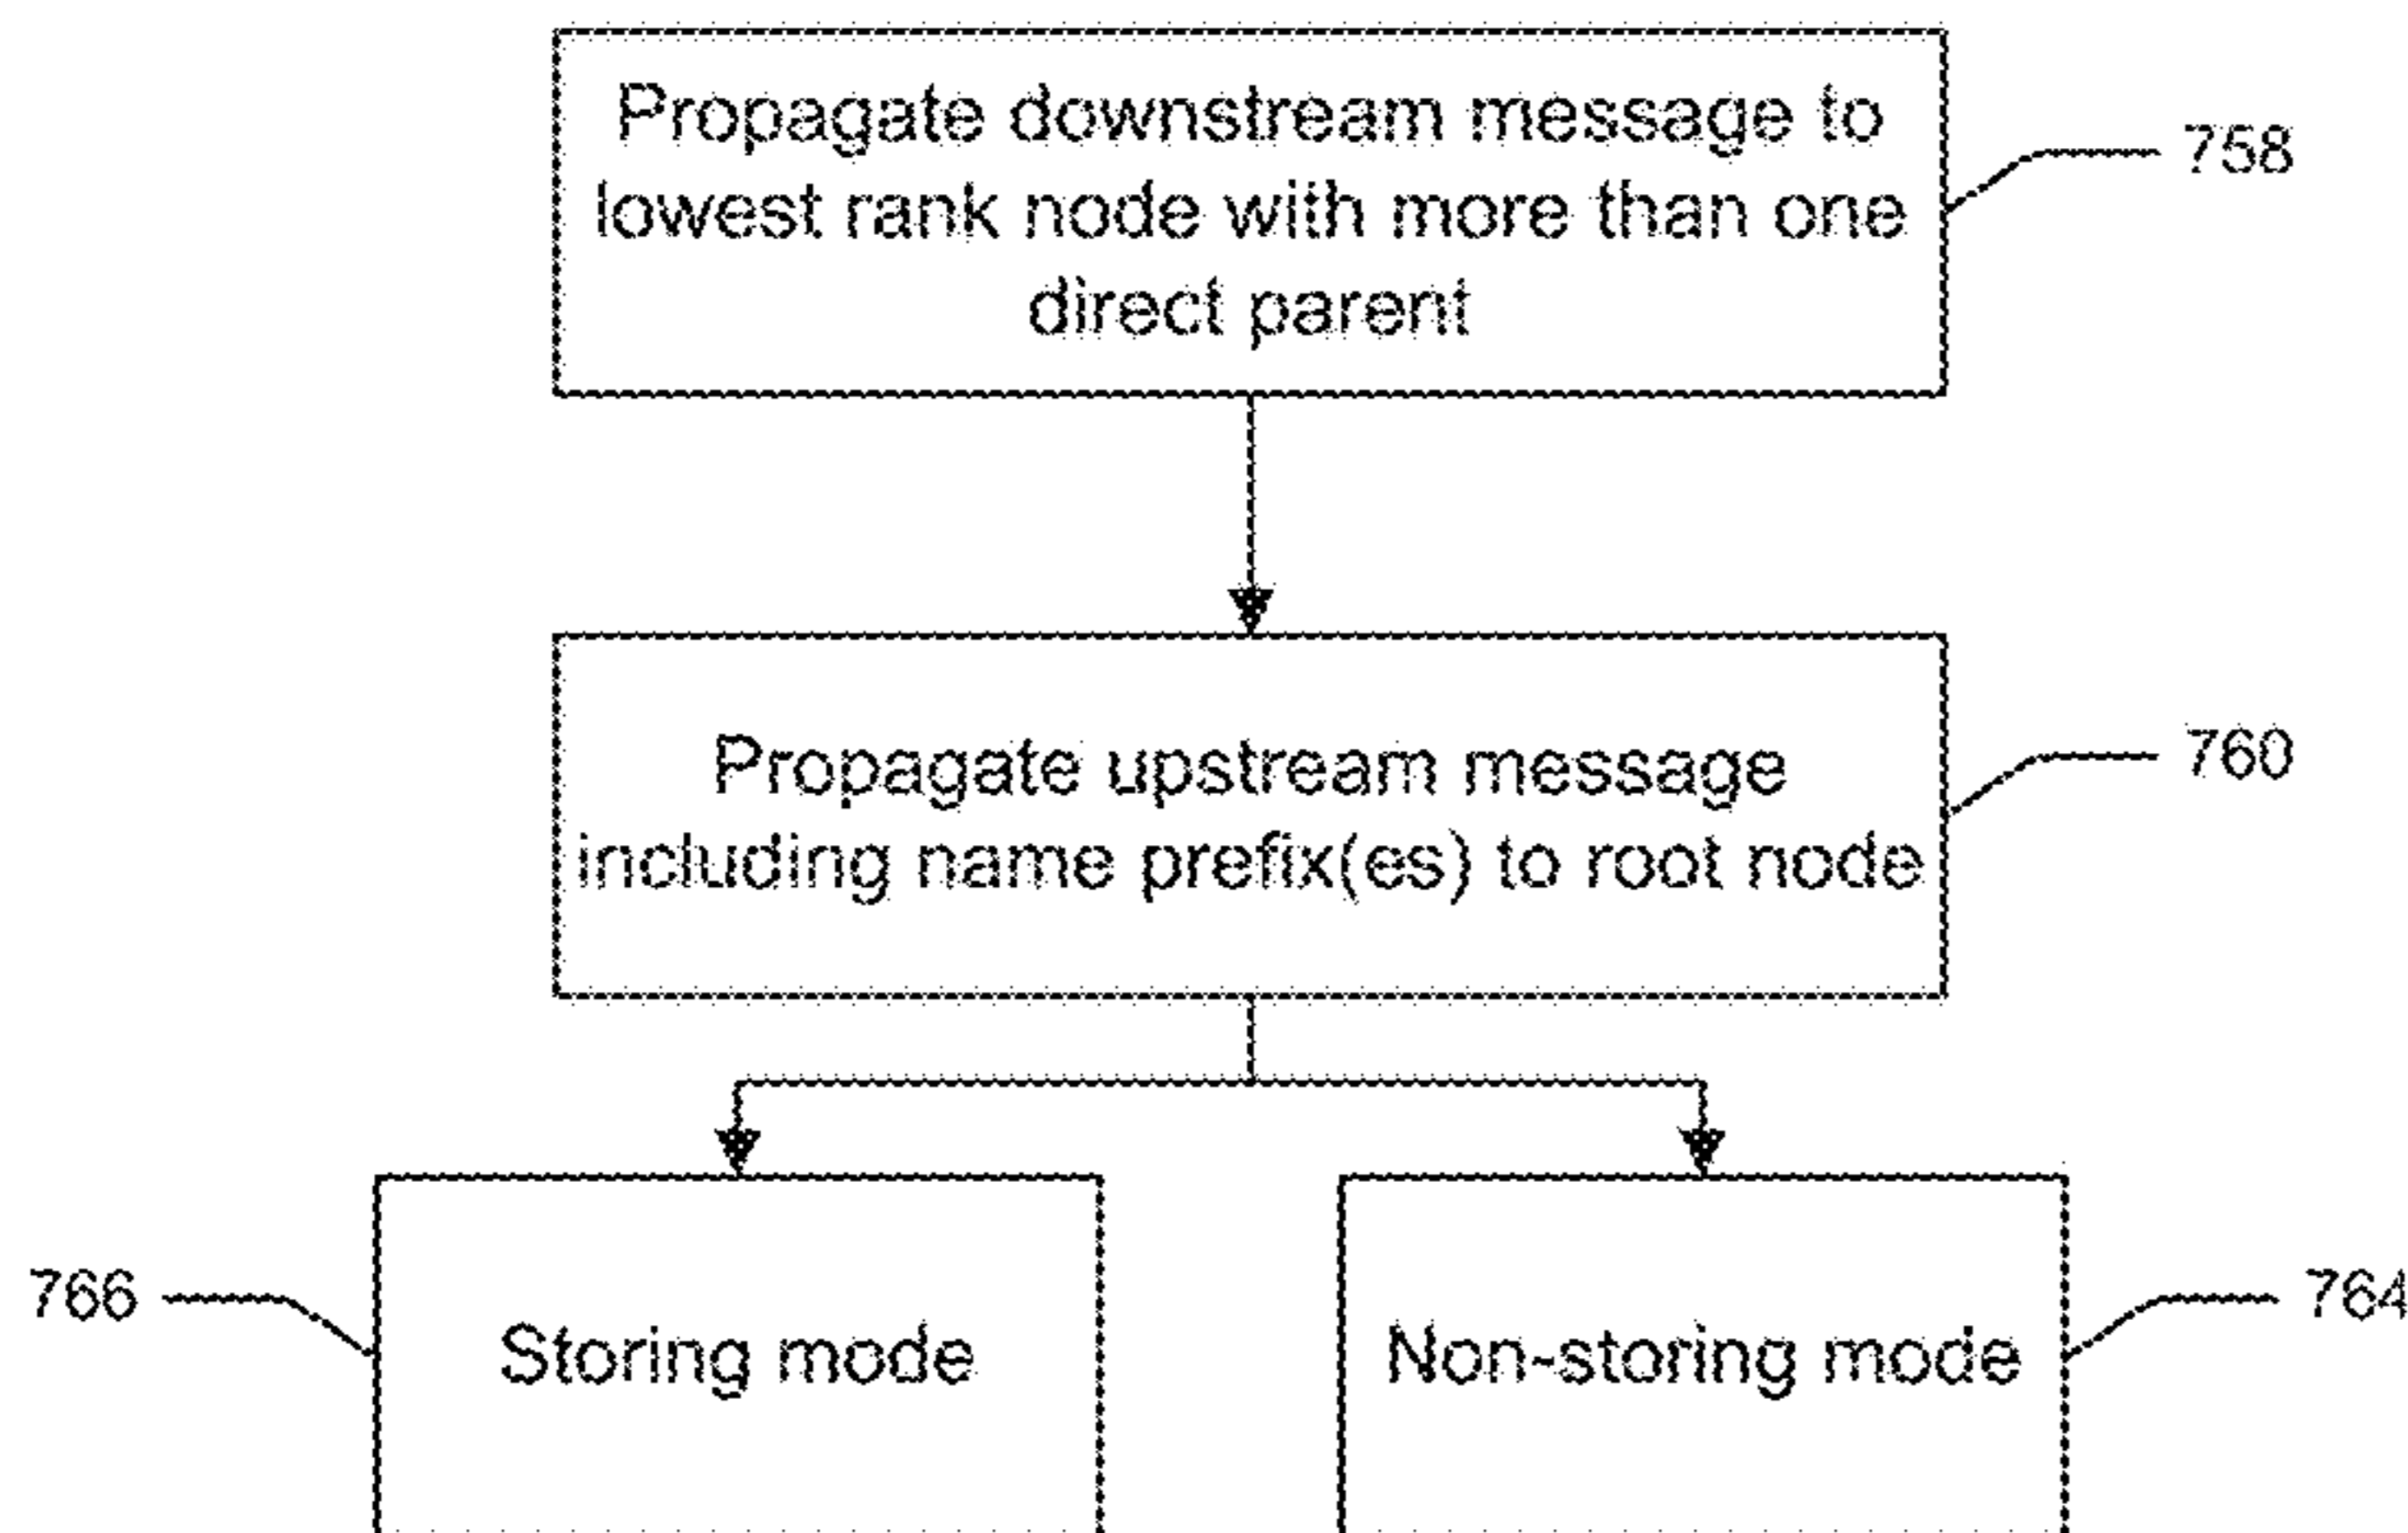 Propagate downstream message to
lowest rank node with more than one
direct parent
758
Propagate upstream message
including name prefix(es) to root node
760
766
Storing mode
Non-storing mode
764